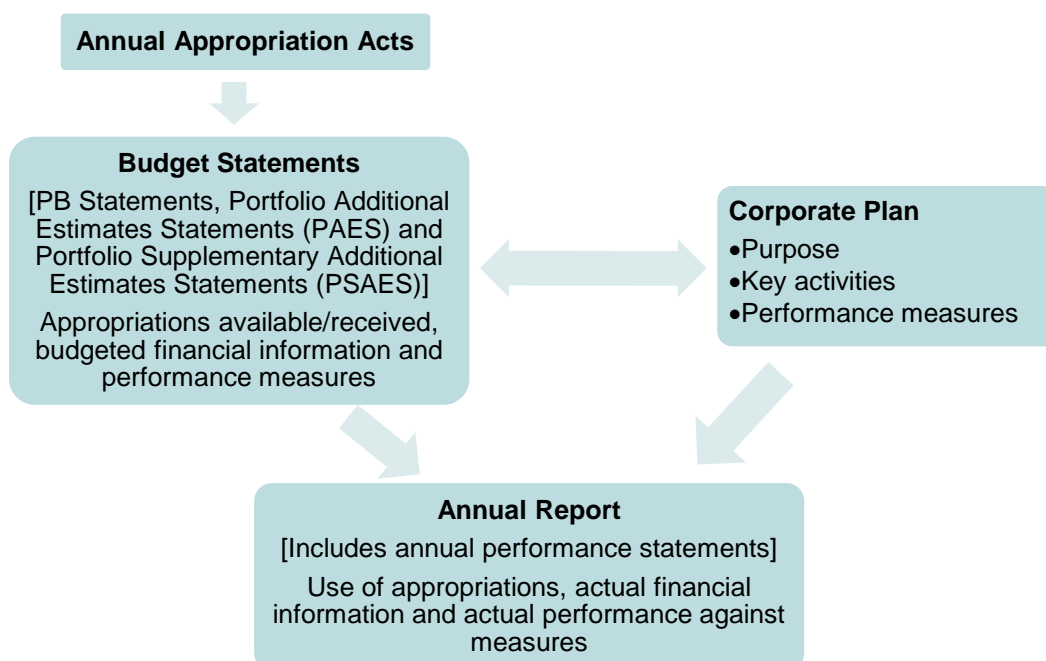 Annual Appropriation Acts
Budget Statements
[PB Statements, Portfolio Additional
Estimates Statements (PAES) and
Portfolio Supplementary Additional
Estimates Statements (PSAES)]
Appropriations available/received,
budgeted financial information and
performance measures
Corporate Plan
•Purpose
•Key activities
•Performance measures
Annual Report
[Includes annual performance statements]
Use of appropriations, actual financial
information and actual performance against
measures